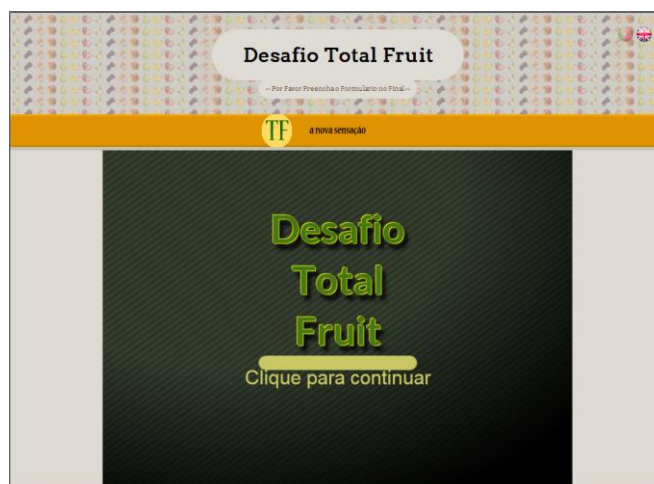 Desafio Total Fruit
-- Por Favor Preencha o Formulario no Final --
TF
a nova sensação
Desafio
Total
Fruit
Clique para continuar